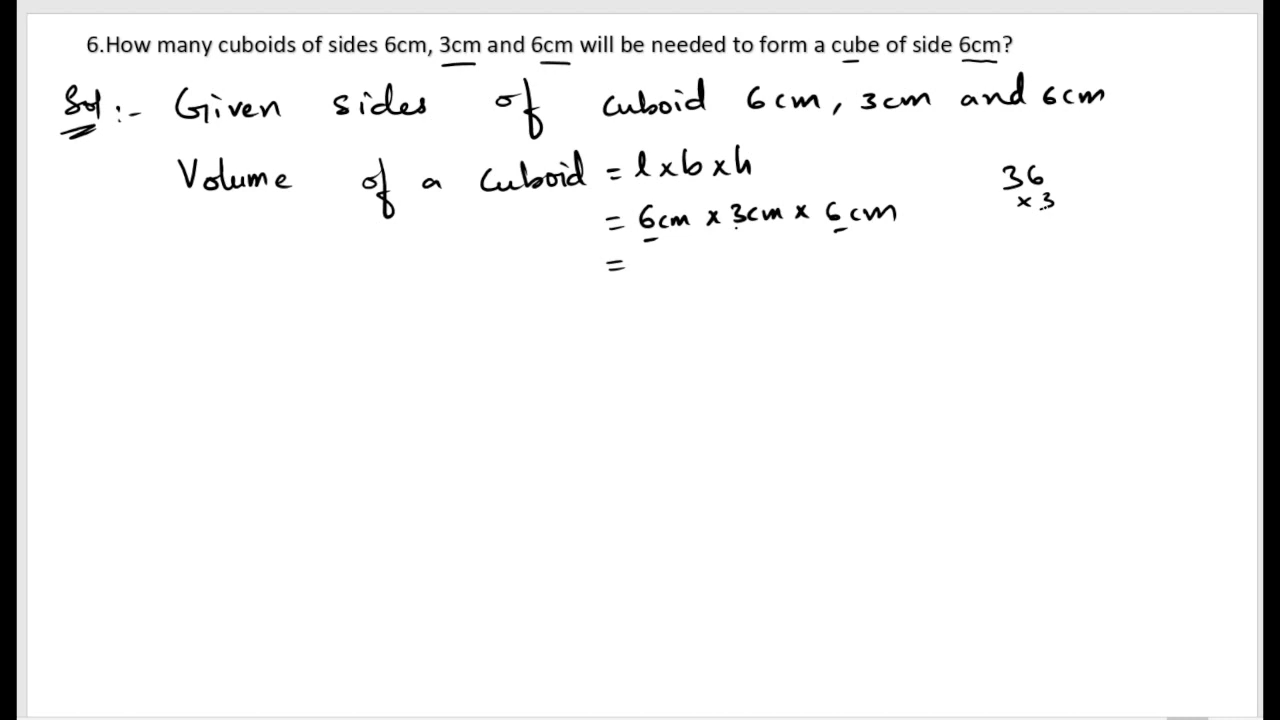 6.How many cuboids of sides 6cm, 3cm and 6cm will be needed to form a cube of side 6cm?
Sol :- Given sides of cuboid 6cm, 3cm and 6cm
Volume of a cuboid = l x b x h
= 6cm x 3cm x 6cm
=
36
x 3